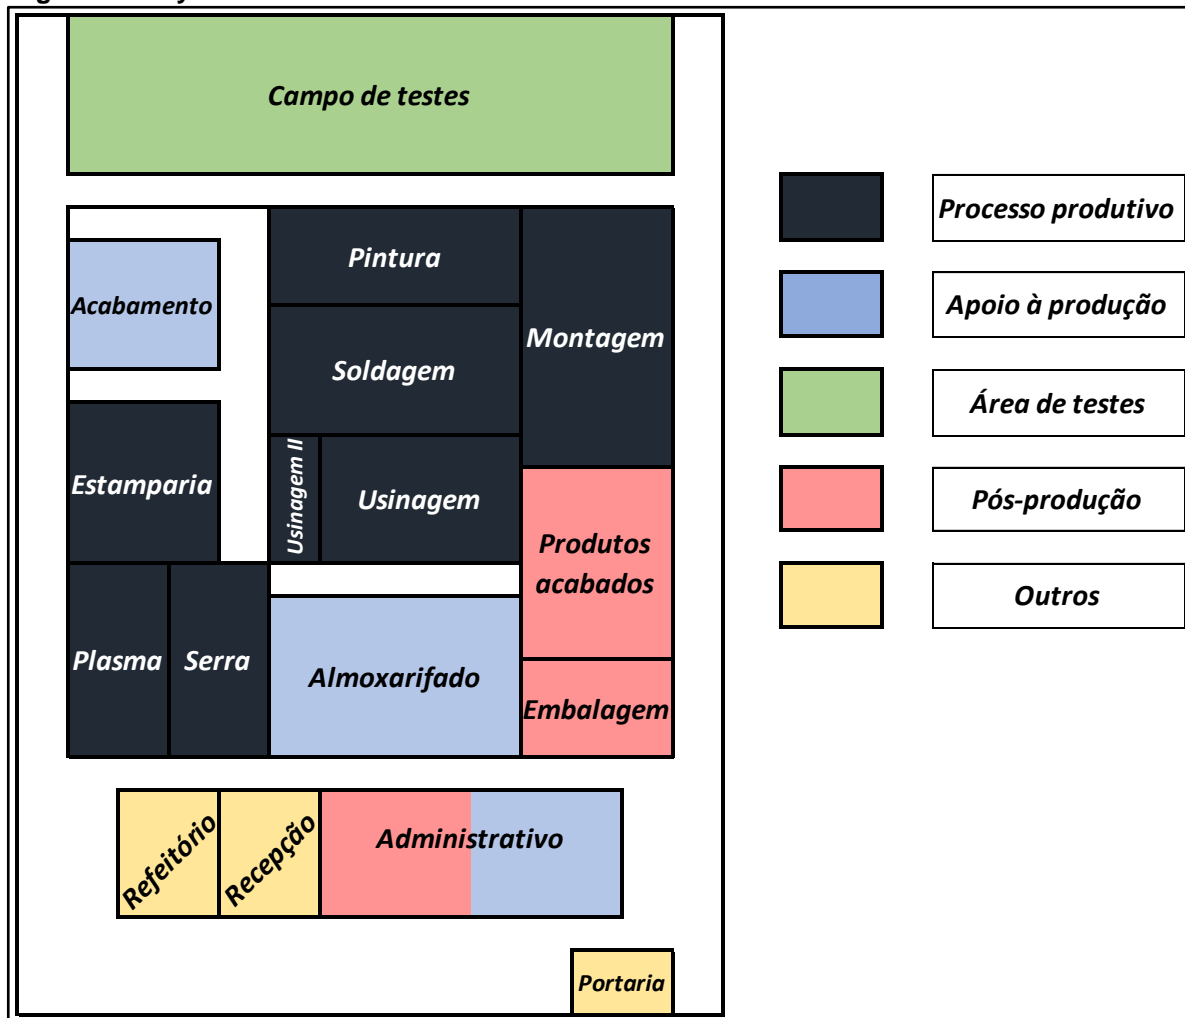 Campo de testes
Processo produtivo
Pintura
Apoio à produção
Acabamento
Montagem
Soldagem
Área de testes
Estamparia
Usinagem II
Usinagem
Pós-produção
Produtos
acabados
Outros
Plasma
Serra
Almoxarifado
Embalagem
Refeitório
Recepção
Administrativo
Portaria